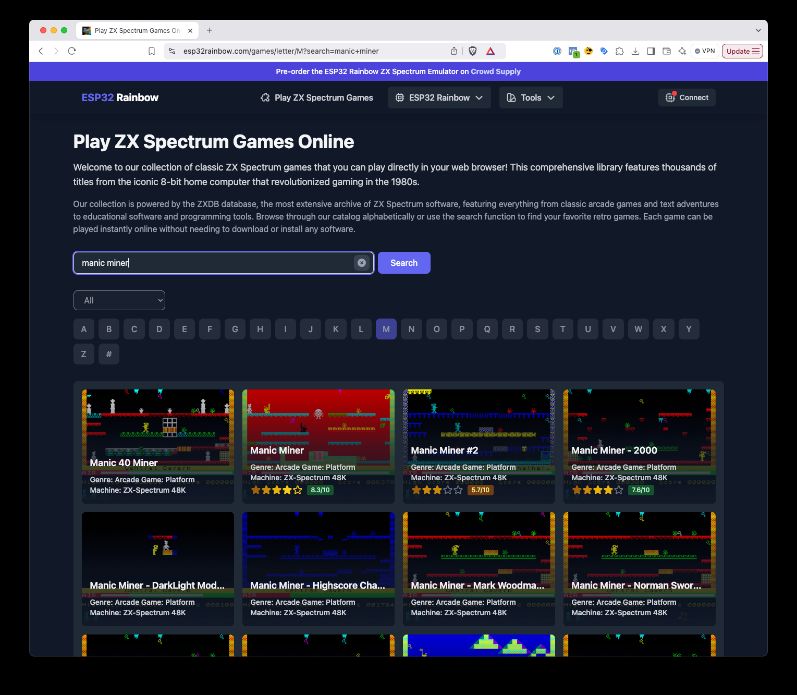 Play ZX Spectrum Games On
esp32rainbow.com/games/letter/M?search=manic+miner
VPN
Update
Pre-order the ESP32 Rainbow ZX Spectrum Emulator on Crowd Supply
ESP32 Rainbow
Play ZX Spectrum Games
ESP32 Rainbow
Tools
Connect
Play ZX Spectrum Games Online
Welcome to our collection of classic ZX Spectrum games that you can play directly in your web browser! This comprehensive library features thousands of
titles from the iconic 8-bit home computer that revolutionized gaming in the 1980s.
Our collection is powered by the ZXDB database, the most extensive archive of ZX Spectrum software, featuring everything from classic arcade games and text adventures
to educational software and programming tools. Browse through our catalog alphabetically or use the search function to find your favorite retro games. Each game can be
played instantly online without needing to download or install any software.
manic miner
Search
All
A B C D E F G H I J K L M N O P Q R S T U V W X Y
Z #
Manic 40 Miner
Genre: Arcade Game: Platform
Machine: ZX-Spectrum 48K
Manic Miner
Genre: Arcade Game: Platform
Machine: ZX-Spectrum 48K
8.3/10
Manic Miner #2
Genre: Arcade Game: Platform
Machine: ZX-Spectrum 48K
5.7/10
Manic Miner - 2000
Genre: Arcade Game: Platform
Machine: ZX-Spectrum 48K
7.6/10
Manic Miner - DarkLight Mod...
Genre: Arcade Game: Platform
Machine: ZX-Spectrum 48K
Manic Miner - Highscore Cha...
Genre: Arcade Game: Platform
Machine: ZX-Spectrum 48K
Manic Miner - Mark Woodma...
Genre: Arcade Game: Platform
Machine: ZX-Spectrum 48K
Manic Miner - Norman Swor...
Genre: Arcade Game: Platform
Machine: ZX-Spectrum 48K